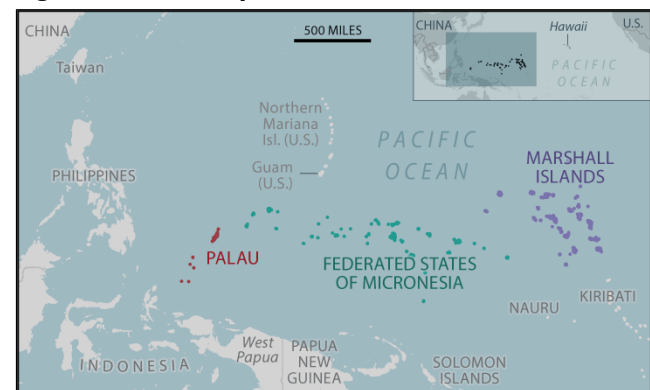 CHINA
500 MILES
CHINA
Hawaii
U.S.
PACIFIC
OCEAN
Taiwan
Northern
Mariana
Isl. (U.S.)
PACIFIC
OCEAN
Guam
(U.S.)
MARSHALL
ISLANDS
PHILIPPINES
PALAU
FEDERATED STATES
OF MICRONESIA
NAURU
KIRIBATI
INDONESIA
West
Papua
PAPUA
NEW
GUINEA
SOLOMON
ISLANDS